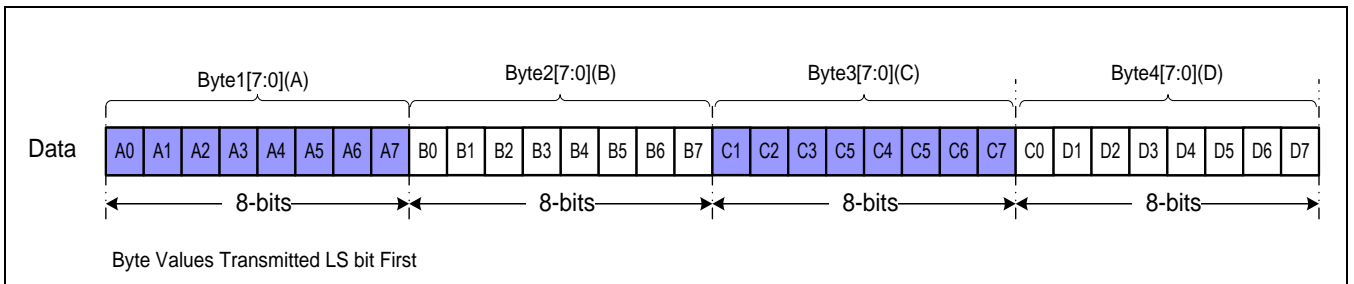 Byte1[7:0](A) Byte2[7:0](B) Byte3[7:0](C) Byte4[7:0](D)
Data A0 A1 A2 A3 A4 A5 A6 A7 B0 B1 B2 B3 B4 B5 B6 B7 C1 C2 C3 C5 C4 C5 C6 C7 C0 D1 D2 D3 D4 D5 D6 D7
8-bits 8-bits 8-bits 8-bits
Byte Values Transmitted LS bit First